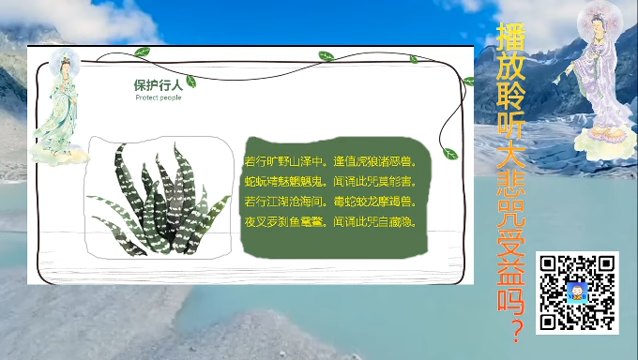 保护行人
Protect people
若行旷野山泽中。逢值虎狼诸恶兽。
蛇蚖精魅魍魉鬼。闻诵此咒莫能害。
若行江湖沧海间。毒蛇蛟龙摩竭兽。
夜叉罗刹鱼鼋鳖。闻诵此咒自藏隐。
播放聆听大悲咒受益吗？